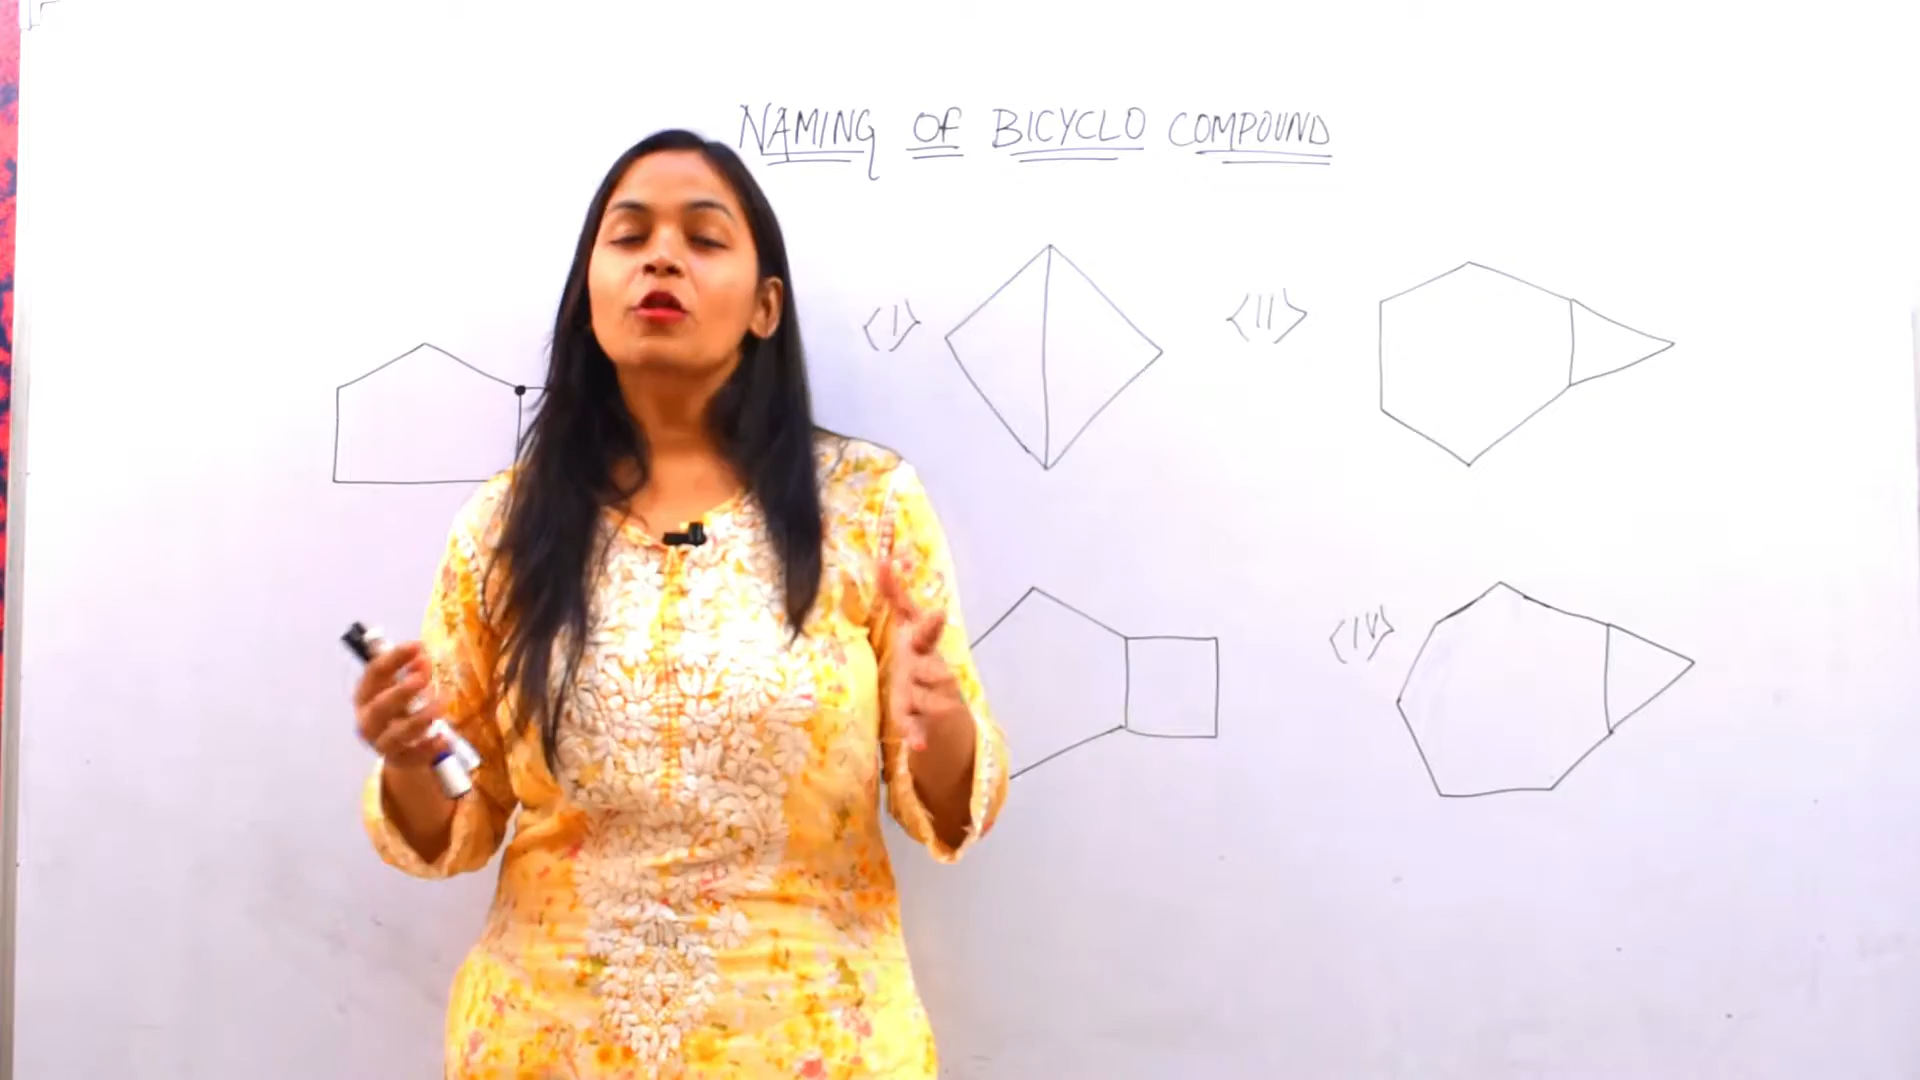 NAMING OF BICYCLO COMPOUND
<I>
<II>
<IV>